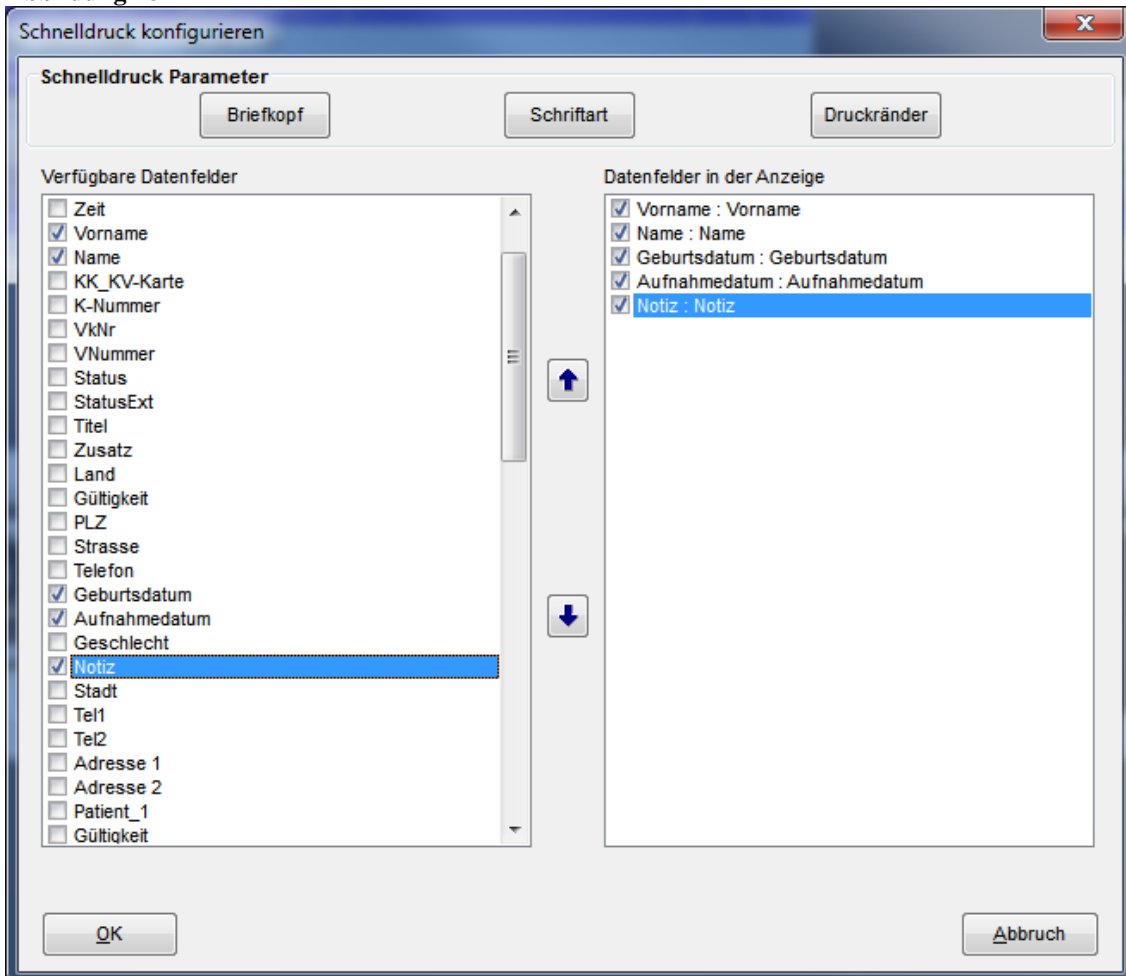 Schnelldruck konfigurieren
Schnelldruck Parameter
Briefkopf
Schriftart
Druckränder
Verfügbare Datenfelder
Zeit
Vorname
Name
KK_KV-Karte
K-Nummer
VkNr
VNummer
Status
StatusExt
Titel
Zusatz
Land
Gültigkeit
PLZ
Strasse
Telefon
Geburtsdatum
Aufnahmedatum
Geschlecht
Notiz
Stadt
Tel1
Tel2
Adresse 1
Adresse 2
Patient_1
Gültigkeit
Datenfelder in der Anzeige
Vorname : Vorname
Name : Name
Geburtsdatum : Geburtsdatum
Aufnahmedatum : Aufnahmedatum
Notiz : Notiz
OK
Abbruch